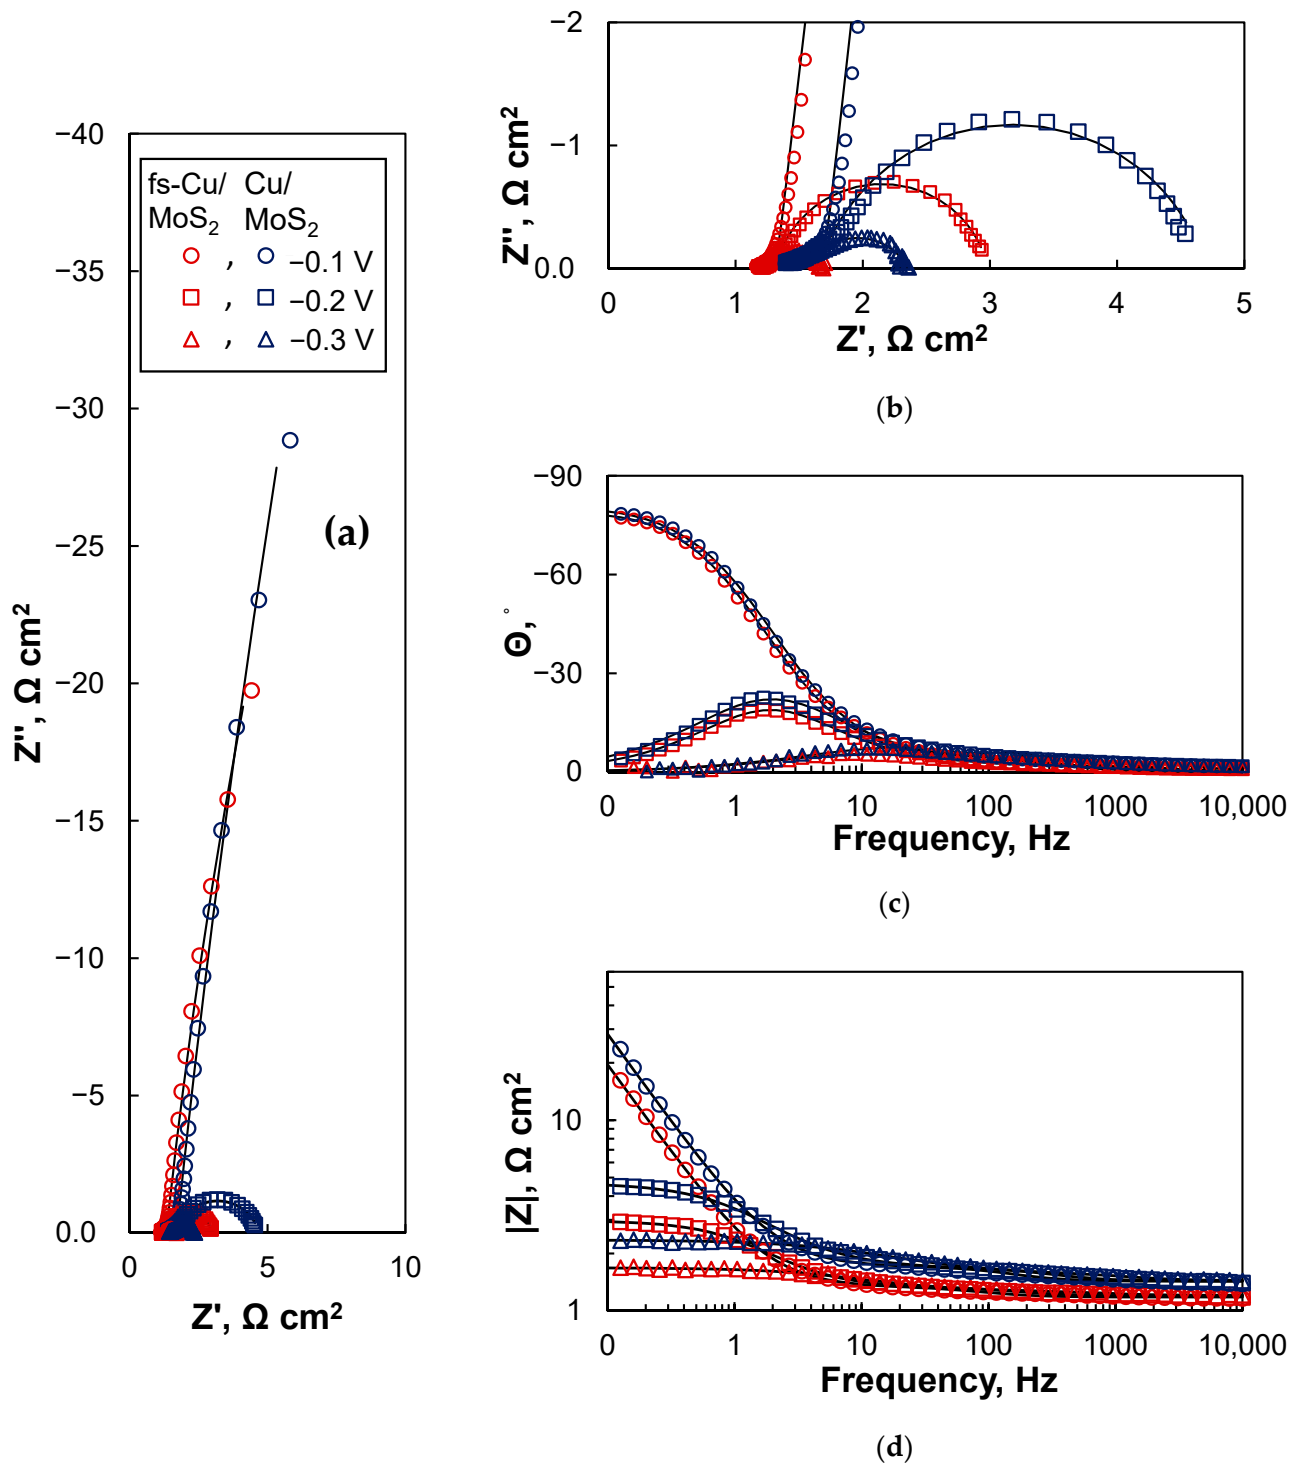 −40
−35
−30
−25
−20
−15
−10
−5
0.0
0
5
10
Z'', Ω cm²
Z', Ω cm²
fs-Cu/ Cu/
MoS₂ MoS₂
, −0.1 V
, −0.2 V
, −0.3 V
(a)
−2
−1
0.0
0
1
2
3
4
5
Z'', Ω cm²
Z', Ω cm²
(b)
−90
−60
−30
0
0
1
10
100
1000
10,000
Θ, °
Frequency, Hz
(c)
10
1
0
1
10
100
1000
10,000
|Z|, Ω cm²
Frequency, Hz
(d)